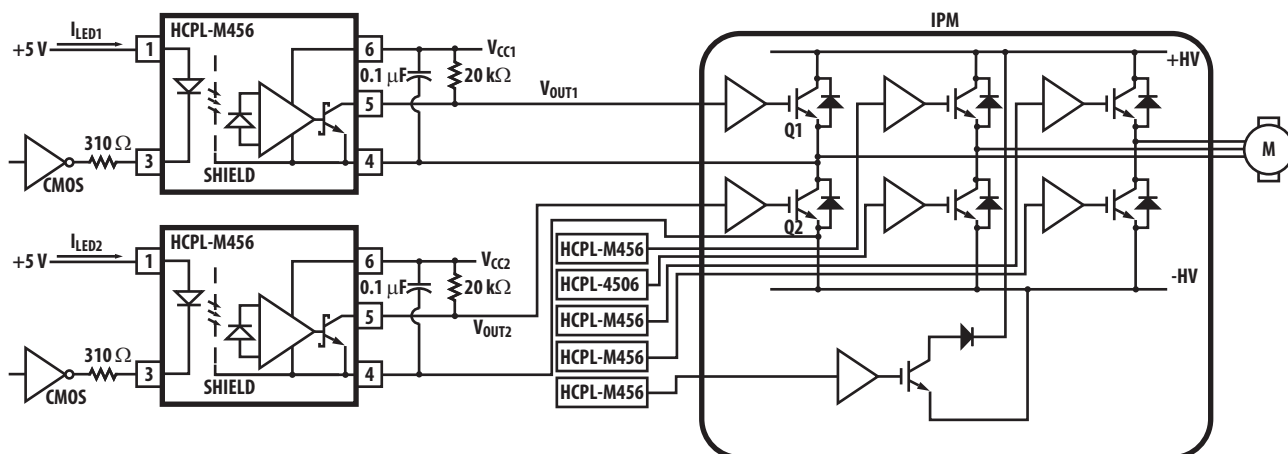 IPM
I_LED1
HCPL-M456
+5 V
1
6
V_CC1
0.1 μF
20 kΩ
5
V_OUT1
+HV
Q1
310 Ω
3
4
SHIELD
CMOS
M
I_LED2
HCPL-M456
+5 V
1
6
V_CC2
0.1 μF
20 kΩ
5
V_OUT2
310 Ω
3
4
SHIELD
CMOS
Q2
HCPL-M456
HCPL-4506
HCPL-M456
HCPL-M456
HCPL-M456
-HV